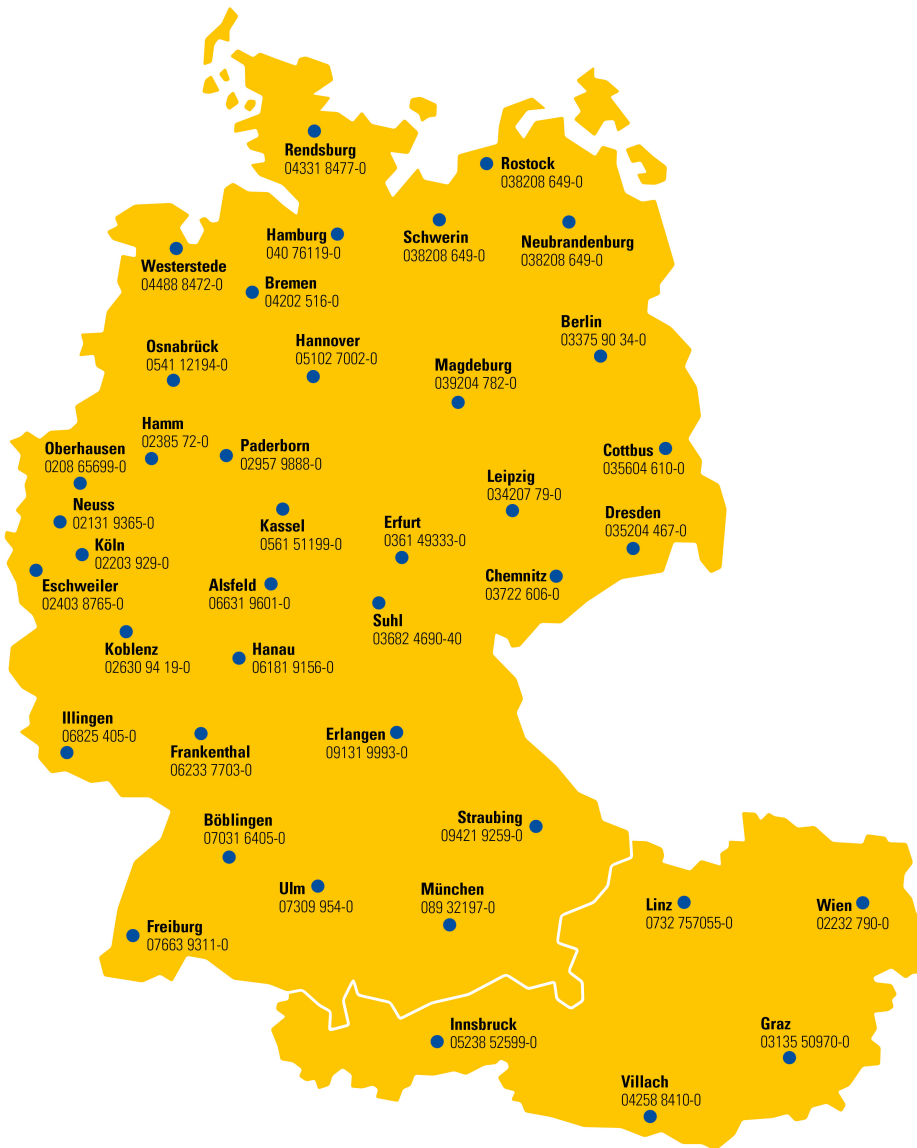 Rendsburg
04331 8477-0
Rostock
038208 649-0
Hamburg
040 76119-0
Schwerin
038208 649-0
Neubrandenburg
038208 649-0
Westerstede
04488 8472-0
Bremen
04202 516-0
Berlin
03375 90 34-0
Osnabrück
0541 12194-0
Hannover
05102 7002-0
Magdeburg
039204 782-0
Hamm
02385 72-0
Oberhausen
0208 65699-0
Paderborn
02957 9888-0
Cottbus
035604 610-0
Leipzig
034207 79-0
Neuss
02131 9365-0
Kassel
0561 51199-0
Erfurt
0361 49333-0
Dresden
035204 467-0
Köln
02203 929-0
Eschweiler
02403 8765-0
Alsfeld
06631 9601-0
Chemnitz
03722 606-0
Suhl
03682 4690-40
Koblenz
02630 94 19-0
Hanau
06181 9156-0
Illingen
06825 405-0
Frankenthal
06233 7703-0
Erlangen
09131 9993-0
Böblingen
07031 6405-0
Straubing
09421 9259-0
Ulm
07309 954-0
München
089 32197-0
Linz
0732 757055-0
Wien
02232 790-0
Freiburg
07663 9311-0
Innsbruck
05238 52599-0
Graz
03135 50970-0
Villach
04258 8410-0